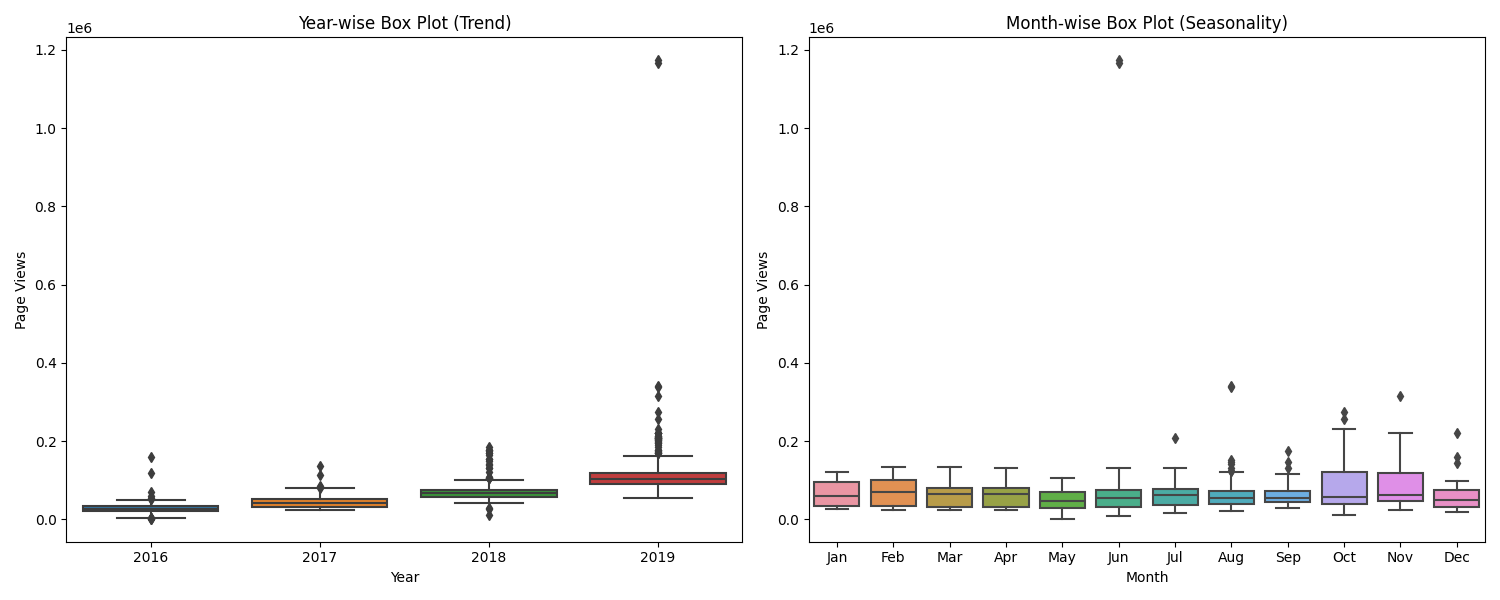 Year-wise Box Plot (Trend)
1e6
1.2
1.0
0.8
0.6
0.4
0.2
0.0
Page Views
2016 2017 2018 2019
Year
Month-wise Box Plot (Seasonality)
1e6
1.2
1.0
0.8
0.6
0.4
0.2
0.0
Page Views
Jan Feb Mar Apr May Jun Jul Aug Sep Oct Nov Dec
Month